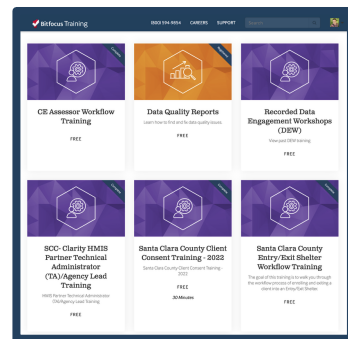 bitfocus Training
(800) 594-9854 CAREERS SUPPORT
Search
CE Assessor Workflow
Training
FREE
Data Quality Reports
Learn how to find and fix data quality issues.
FREE
Recorded Data
Engagement Workshops
(DEW)
View past DEW training
FREE
SCC- Clarity HMIS
Partner Technical
Administrator
(TA)/Agency Lead
Training
HMIS Partner Technical Administrator
(TA)/Agency Training
FREE
Santa Clara County Client
Consent Training - 2022
Santa Clara County Client Consent Training -
2022
FREE
30 Minutes
Santa Clara County
Entry/Exit Shelter
Workflow Training
The goal of this training is to walk you through
the workflow process of enrolling and exiting a
client into an Entry/Exit Shelter.
FREE